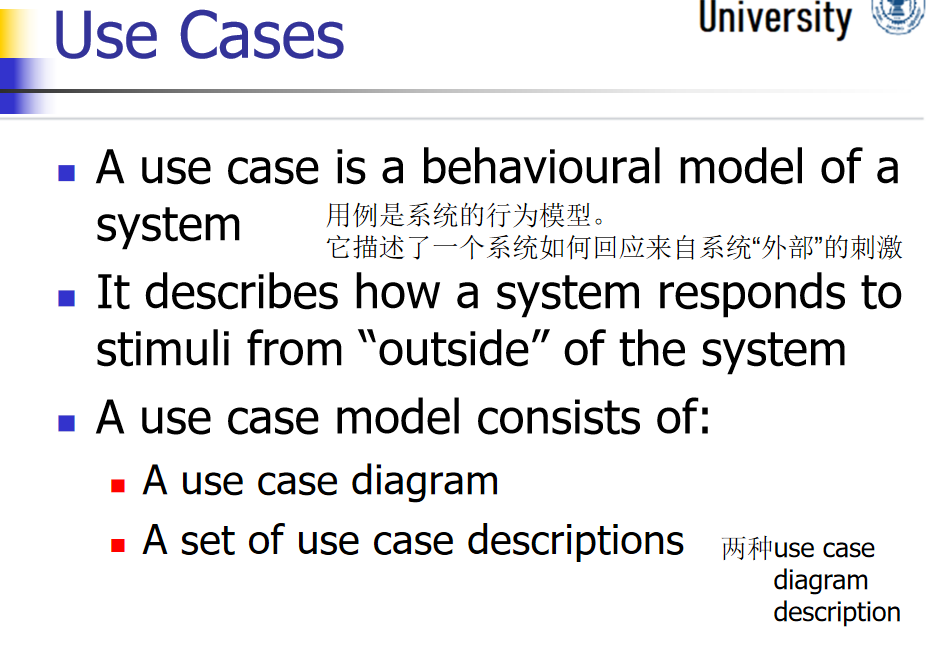 Use Cases
University
A use case is a behavioural model of a
system
用例是系统的行为模型。
它描述了一个系统如何回应来自系统“外部”的刺激
It describes how a system responds to
stimuli from “outside” of the system
A use case model consists of:
A use case diagram
A set of use case descriptions
两种use case
diagram
description